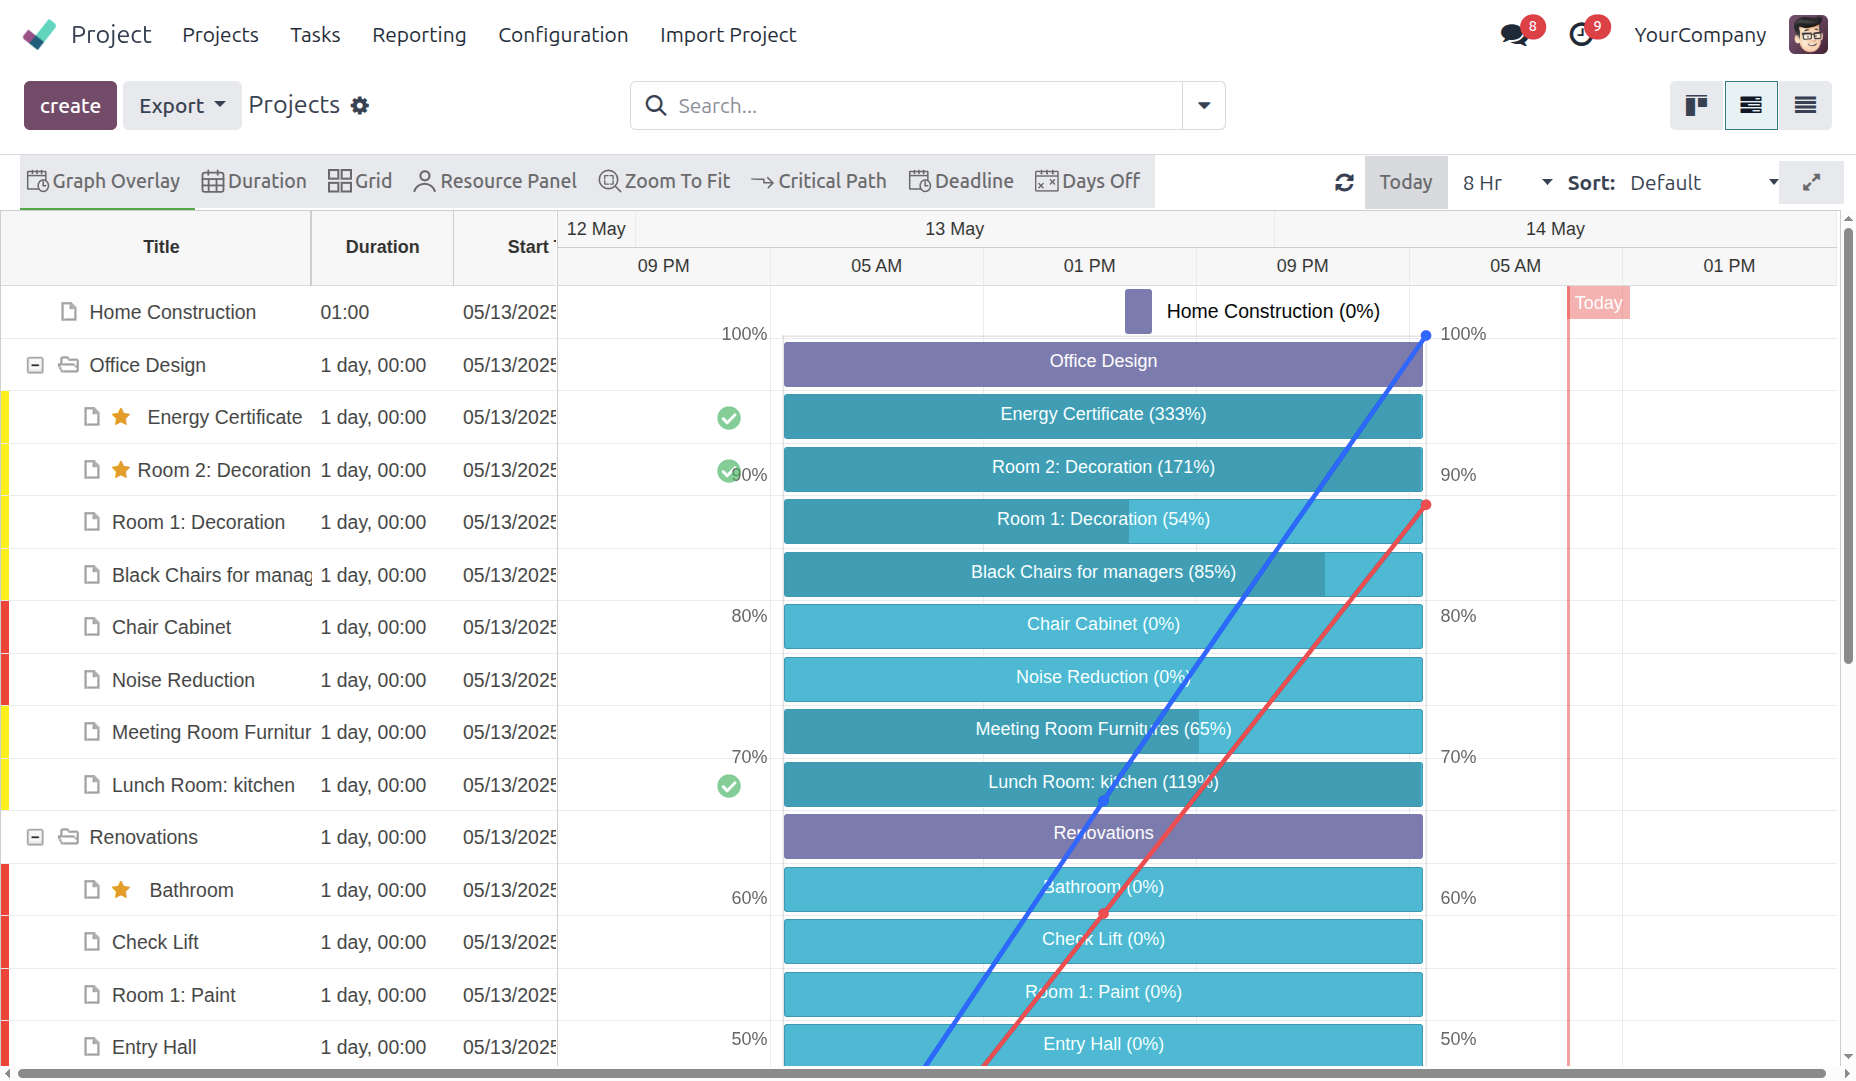 Project Projects Tasks Reporting Configuration Import Project 8 9 YourCompany
create Export Projects Search...
Graph Overlay Duration Grid Resource Panel Zoom To Fit Critical Path Deadline Days Off Today 8 Hr Sort: Default
12 May 13 May 14 May
Title Duration Start
09 PM 05 AM 01 PM 09 PM 05 AM 01 PM
Today
Home Construction 01:00 05/13/2025 Home Construction (0%)
100% 100%
Office Design 1 day, 00:00 05/13/2025 Office Design
Energy Certificate 1 day, 00:00 05/13/2025 Energy Certificate (333%)
Room 2: Decoration 1 day, 00:00 05/13/2025 Room 2: Decoration (171%)
90% 90%
Room 1: Decoration 1 day, 00:00 05/13/2025 Room 1: Decoration (54%)
Black Chairs for manag 1 day, 00:00 05/13/2025 Black Chairs for managers (85%)
80% 80%
Chair Cabinet 1 day, 00:00 05/13/2025 Chair Cabinet (0%)
Noise Reduction 1 day, 00:00 05/13/2025 Noise Reduction (0%)
Meeting Room Furnitur 1 day, 00:00 05/13/2025 Meeting Room Furnitures (65%)
70% 70%
Lunch Room: kitchen 1 day, 00:00 05/13/2025 Lunch Room: kitchen (119%)
Renovations 1 day, 00:00 05/13/2025 Renovations
Bathroom 1 day, 00:00 05/13/2025 Bathroom (0%)
60% 60%
Check Lift 1 day, 00:00 05/13/2025 Check Lift (0%)
Room 1: Paint 1 day, 00:00 05/13/2025 Room 1: Paint (0%)
50% 50%
Entry Hall 1 day, 00:00 05/13/2025 Entry Hall (0%)